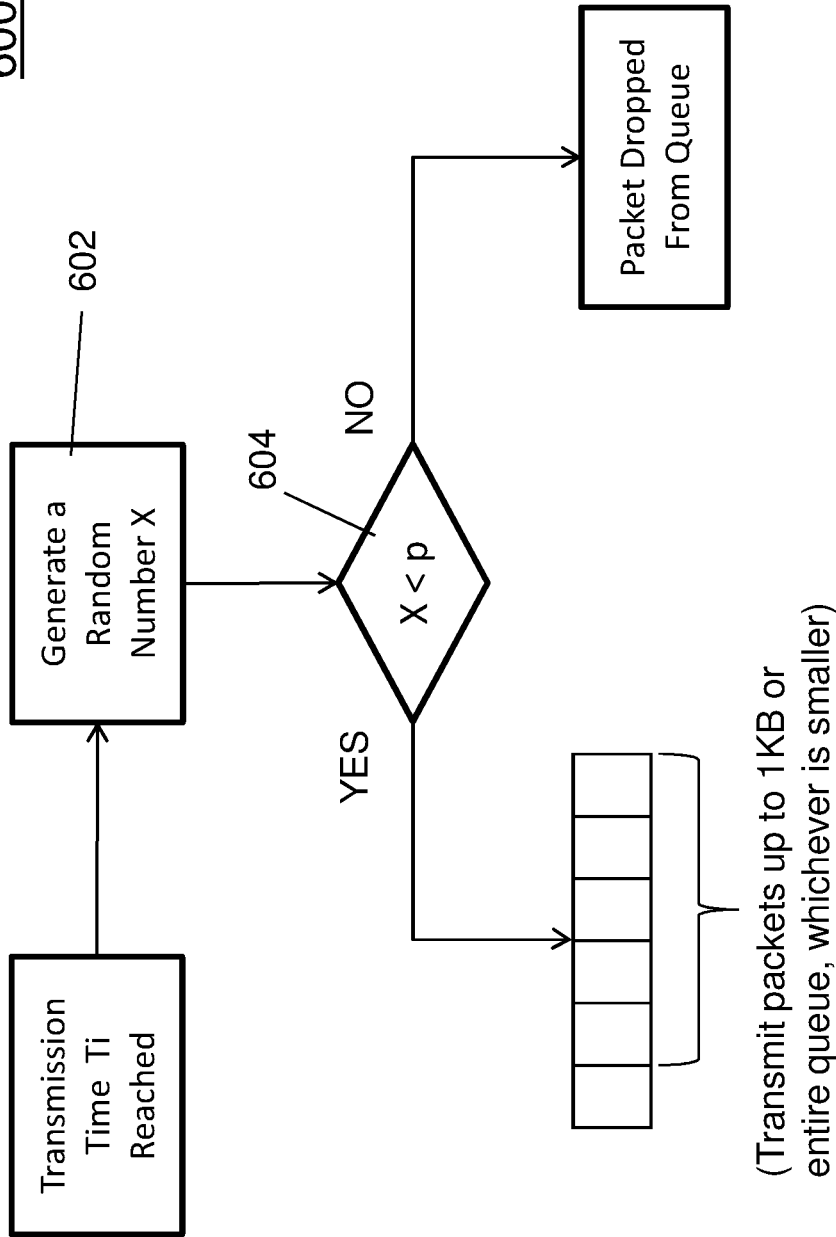 600
Transmission
Time Ti
Reached
Generate a
Random
Number X
602
604
X < p
YES
NO
Packet Dropped
From Queue
(Transmit packets up to 1KB or
entire queue, whichever is smaller)